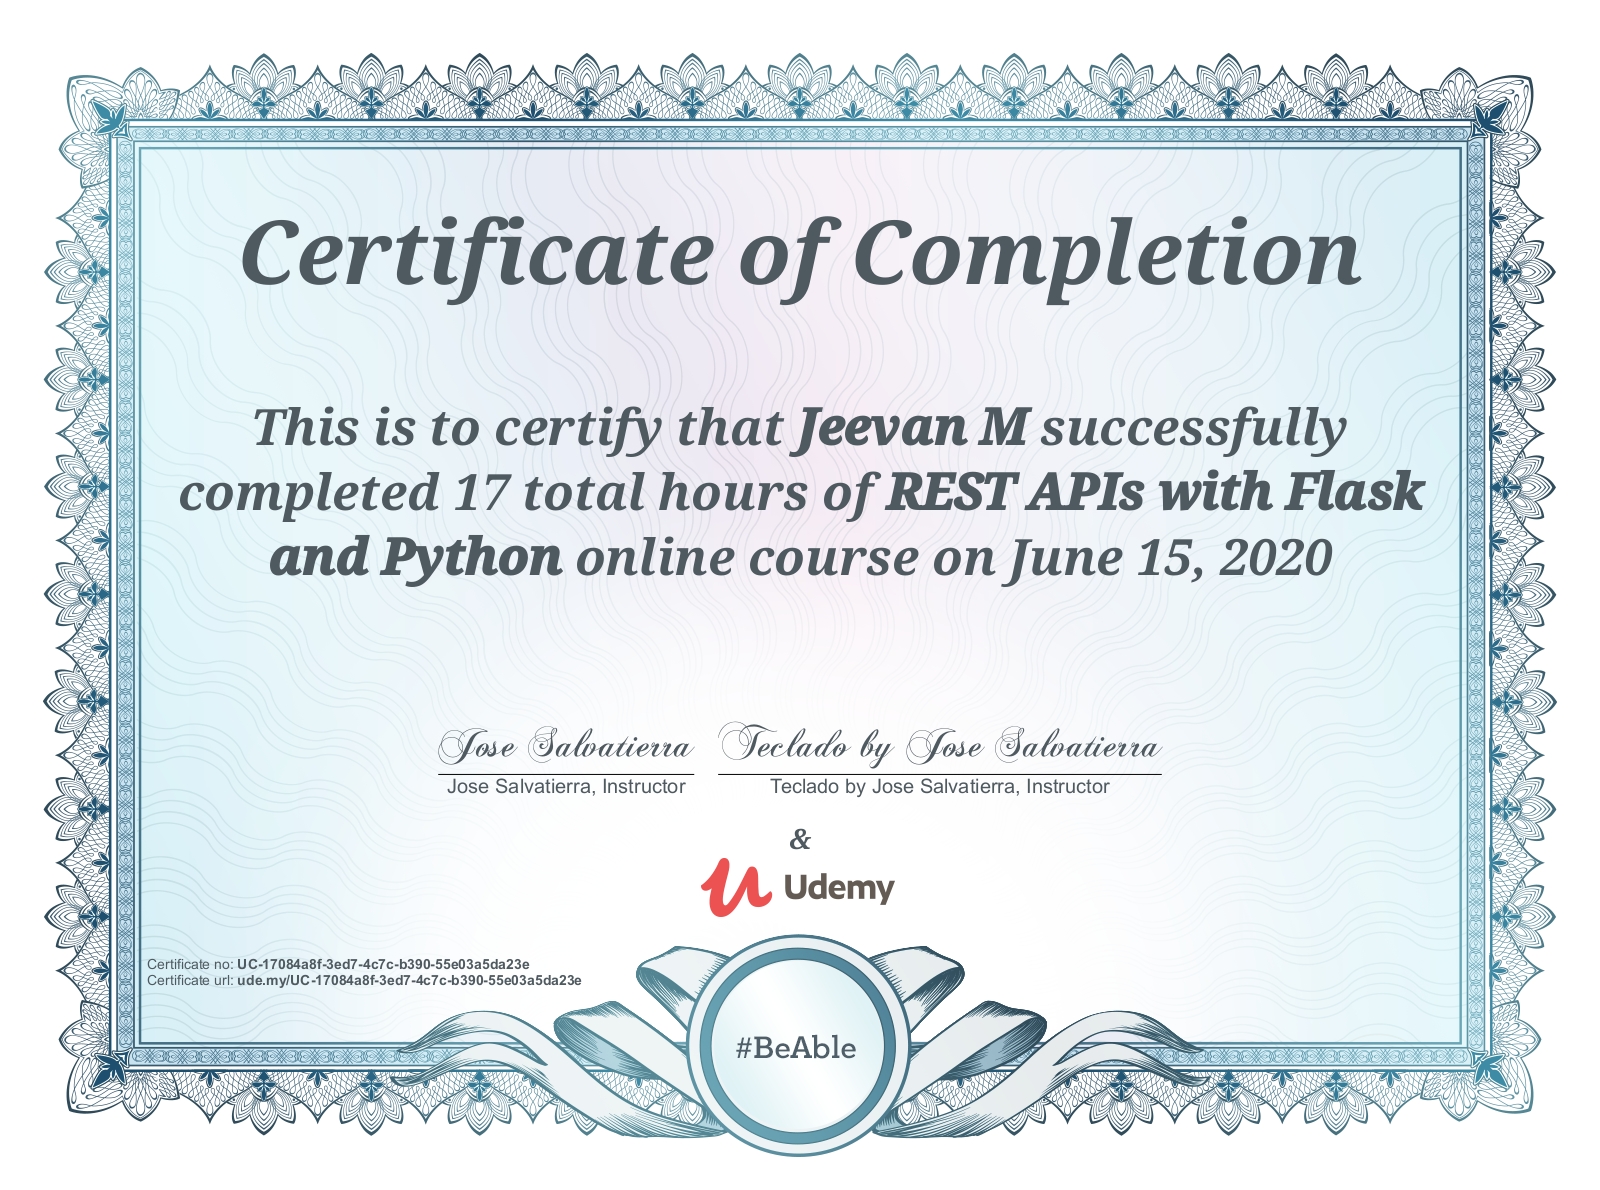 Certificate of Completion
This is to certify that Jeevan M successfully
completed 17 total hours of REST APIs with Flask
and Python online course on June 15, 2020
Jose Salvatierra Teclado by Jose Salvatierra
Jose Salvatierra, Instructor Teclado by Jose Salvatierra, Instructor
&
Udemy
Certificate no: UC-17084a8f-3ed7-4c7c-b390-55e03a5da23e
Certificate url: ude.my/UC-17084a8f-3ed7-4c7c-b390-55e03a5da23e
#BeAble